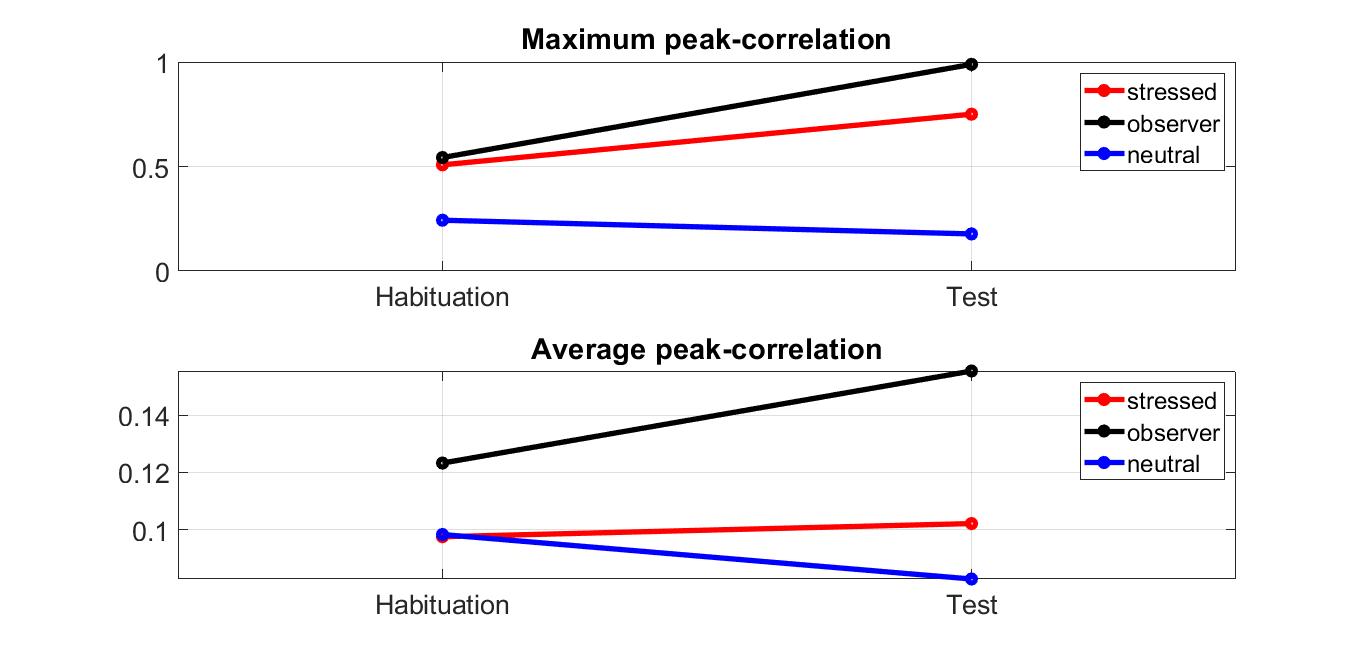 Maximum peak-correlation
1
0.5
0
stressed
observer
neutral
Habituation Test
Average peak-correlation
0.14
0.12
0.1
stressed
observer
neutral
Habituation Test